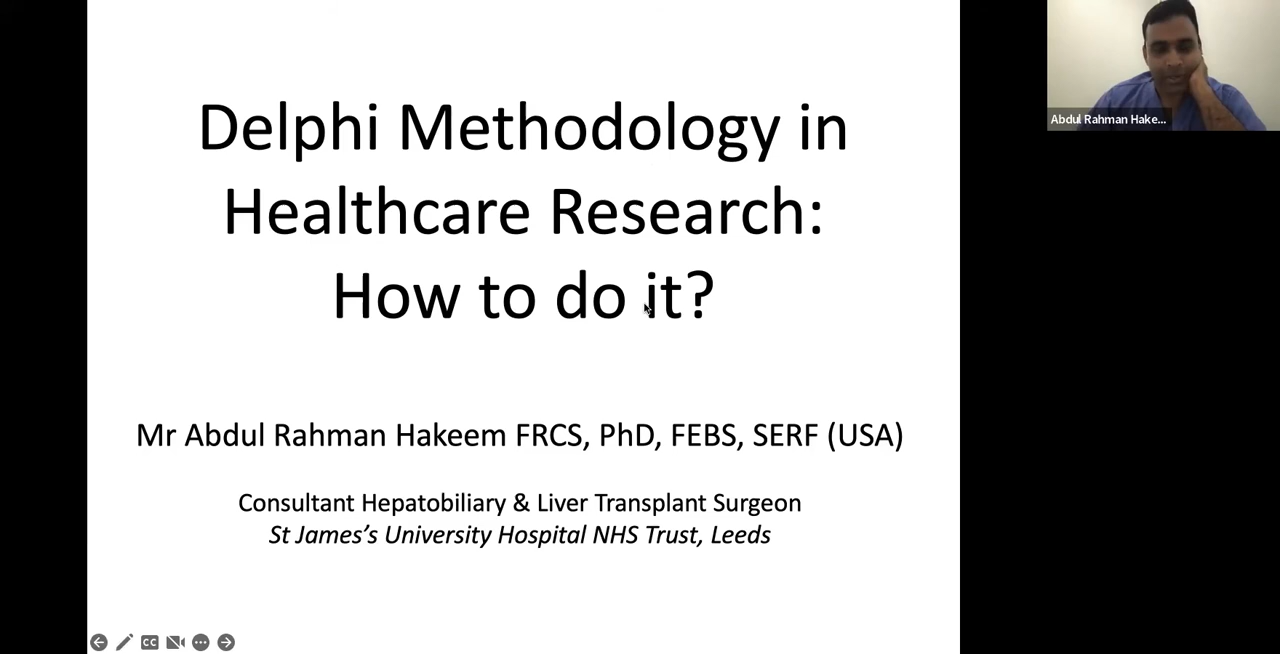 Delphi Methodology in
Healthcare Research:
How to do it?
Mr Abdul Rahman Hakeem FRCS, PhD, FEBS, SERF (USA)
Consultant Hepatobiliary & Liver Transplant Surgeon
St James’s University Hospital NHS Trust, Leeds
Abdul Rahman Hake...
CC